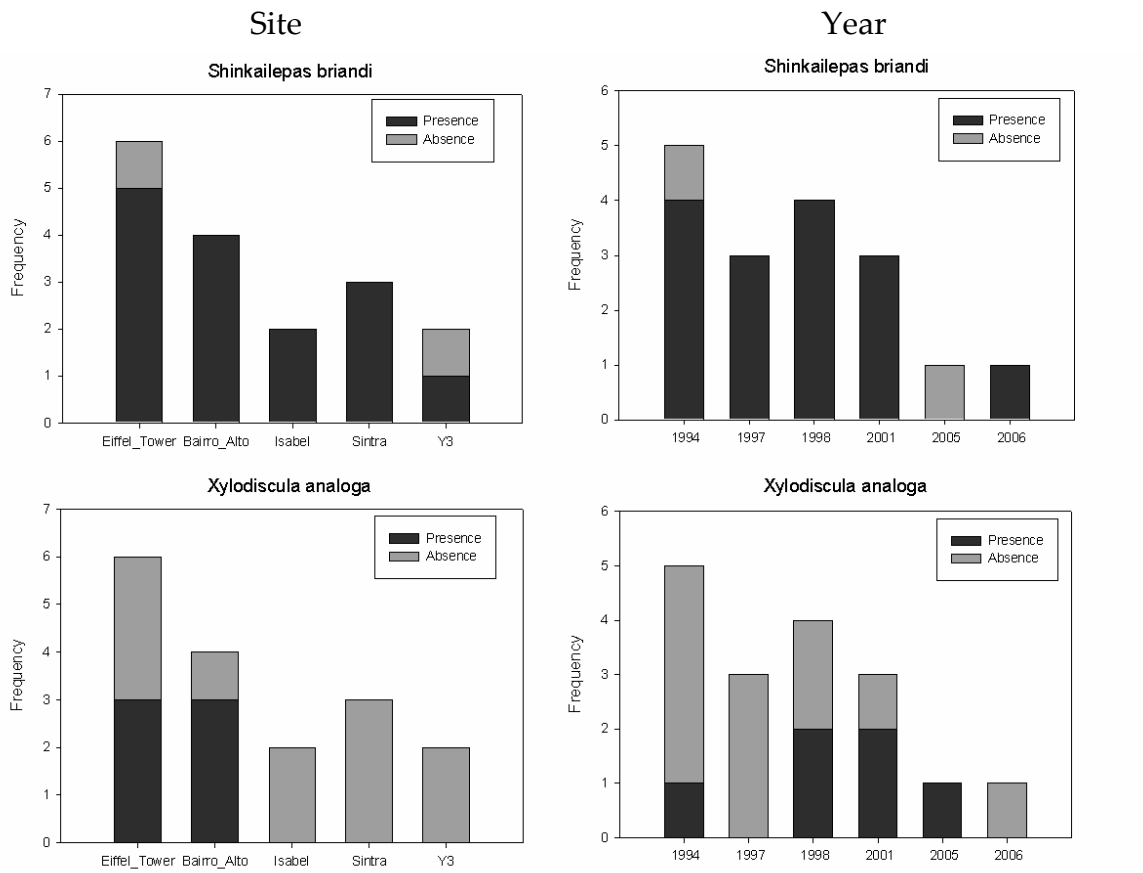 Site
Year
Shinkailepas briandi
7
6
5
4
3
2
1
0
Frequency
Presence
Absence
Eiffel_Tower Bairro_Alto Isabel Sintra Y3
Shinkailepas briandi
6
5
4
3
2
1
0
Frequency
Presence
Absence
1994 1997 1998 2001 2005 2006
Xylodiscula analoga
7
6
5
4
3
2
1
0
Frequency
Presence
Absence
Eiffel_Tower Bairro_Alto Isabel Sintra Y3
Xylodiscula analoga
6
5
4
3
2
1
0
Frequency
Presence
Absence
1994 1997 1998 2001 2005 2006